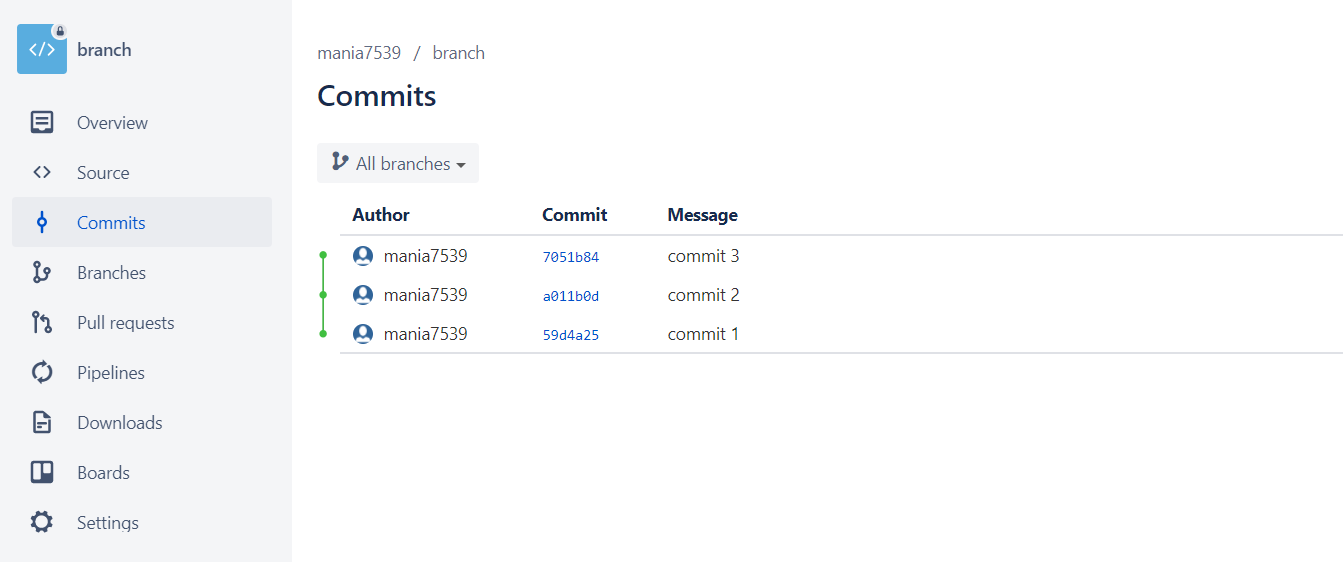 </> branch
Overview
Source
Commits
Branches
Pull requests
Pipelines
Downloads
Boards
Settings
mania7539 / branch
Commits
All branches
Author Commit Message
mania7539 7051b84 commit 3
mania7539 a011b0d commit 2
mania7539 59d4a25 commit 1